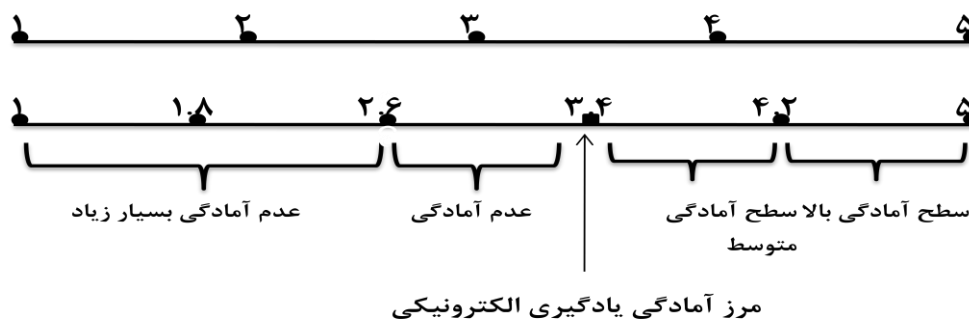 ۱ ۲ ۳ ۴ ۵
۱ ۱.۸ ۲.۶ ۳.۴ ۴.۲ ۵
عدم آمادگی بسیار زیاد
عدم آمادگی
سطح آمادگی
متوسط
سطح آمادگی بالا
مرز آمادگی یادگیری الکترونیکی